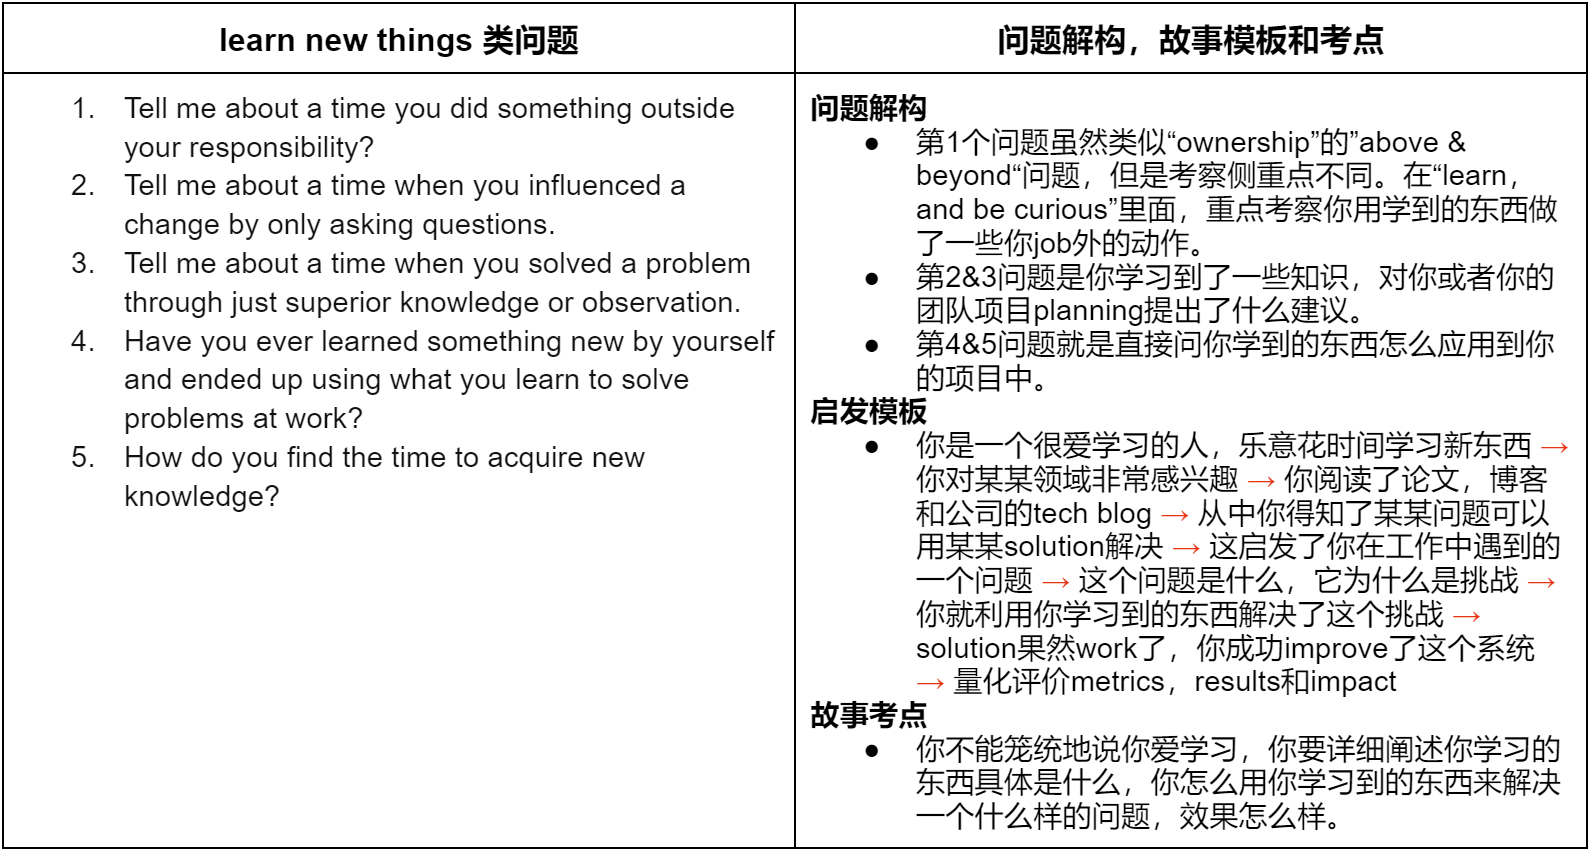 learn new things 类问题
1. Tell me about a time you did something outside
your responsibility?
2. Tell me about a time when you influenced a
change by only asking questions.
3. Tell me about a time when you solved a problem
through just superior knowledge or observation.
4. Have you ever learned something new by yourself
and ended up using what you learn to solve
problems at work?
5. How do you find the time to acquire new
knowledge?
问题解构，故事模板和考点
问题解构
● 第1个问题虽然类似“ownership”的”above &
beyond“问题，但是考察侧重点不同。在“learn，
and be curious”里面，重点考察你用学到的东西做
了一些你job外的动作。
● 第2&3问题是你学习到了一些知识，对你或者你的
团队项目planning提出了什么建议。
● 第4&5问题就是直接问你学到的东西怎么应用到你
的项目中。
启发模板
● 你是一个很爱学习的人，乐意花时间学习新东西 →
你对某某领域非常感兴趣 → 你阅读了论文，博客
和公司的tech blog → 从中你得知了某某问题可以
用某某solution解决 → 这启发了你在工作中遇到的
一个问题 → 这个问题是什么，它为什么是挑战 →
你就利用你学习到的东西解决了这个挑战 →
solution果然work了，你成功improve了这个系统
→ 量化评价metrics，results和impact
故事考点
● 你不能笼统地说你爱学习，你要详细阐述你学习的
东西具体是什么，你怎么用你学习到的东西来解决
一个什么样的问题，效果怎么样。